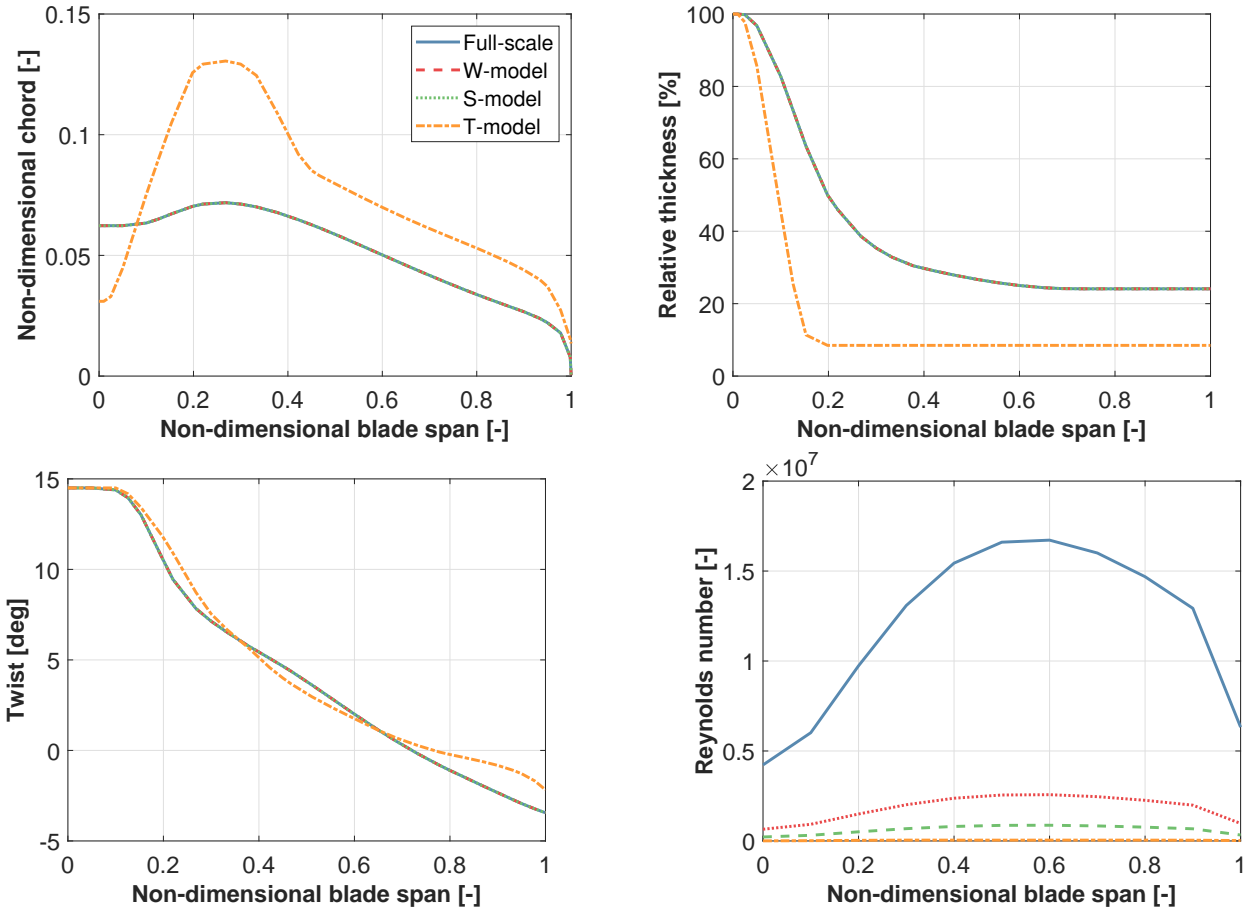 0.15
0.1
0.05
0
Non-dimensional chord [-]
Full-scale
W-model
S-model
T-model
0 0.2 0.4 0.6 0.8 1
Non-dimensional blade span [-]
100
80
60
40
20
0
Relative thickness [%]
0 0.2 0.4 0.6 0.8 1
Non-dimensional blade span [-]
15
10
5
0
-5
Twist [deg]
0 0.2 0.4 0.6 0.8 1
Non-dimensional blade span [-]
×10⁷
2
1.5
1
0.5
0
Reynolds number [-]
0 0.2 0.4 0.6 0.8 1
Non-dimensional blade span [-]